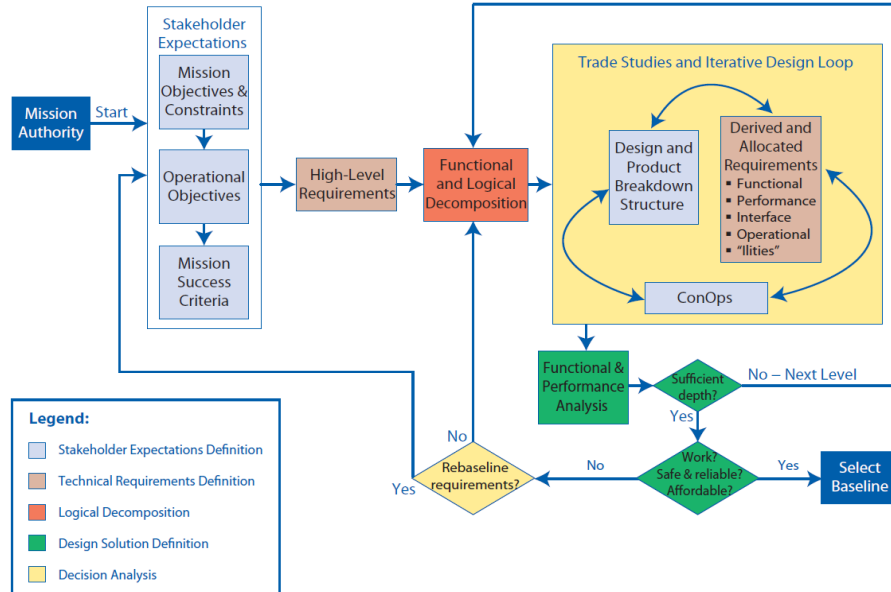 Stakeholder
Expectations
Mission
Objectives &
Constraints
Mission
Authority
Start
Operational
Objectives
Mission
Success
Criteria
High-Level
Requirements
Functional
and Logical
Decomposition
Trade Studies and Iterative Design Loop
Design and
Product
Breakdown
Structure
Derived and
Allocated
Requirements
▪ Functional
▪ Performance
▪ Interface
▪ Operational
▪ “Ilities”
ConOps
Functional &
Performance
Analysis
Sufficient
depth?
No – Next Level
Yes
Work?
Safe & reliable?
Affordable?
Yes
Select
Baseline
No
Rebaseline
requirements?
No
Yes
Legend:
Stakeholder Expectations Definition
Technical Requirements Definition
Logical Decomposition
Design Solution Definition
Decision Analysis